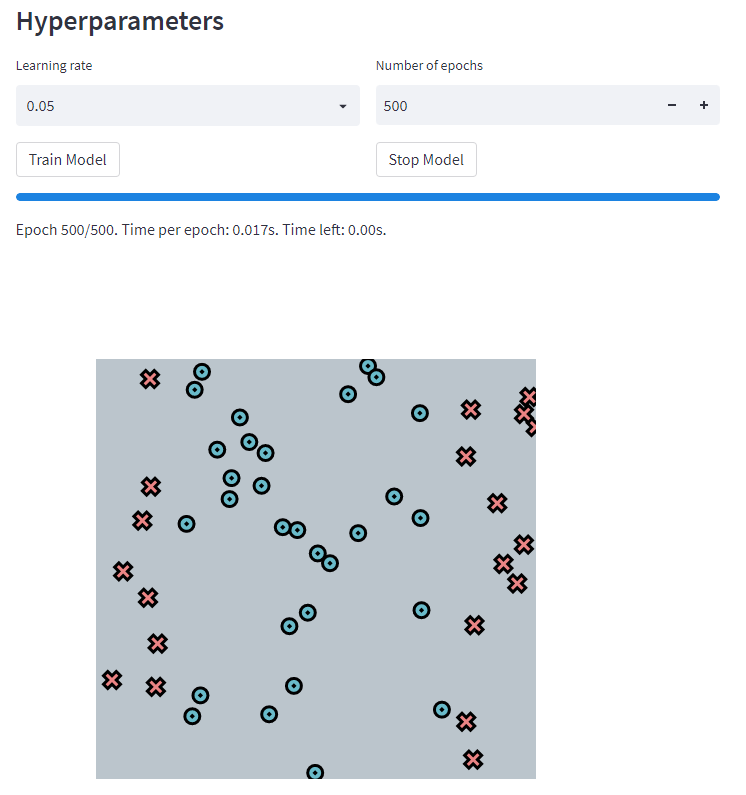 Hyperparameters
Learning rate
Number of epochs
0.05
500
Train Model
Stop Model
Epoch 500/500. Time per epoch: 0.017s. Time left: 0.00s.